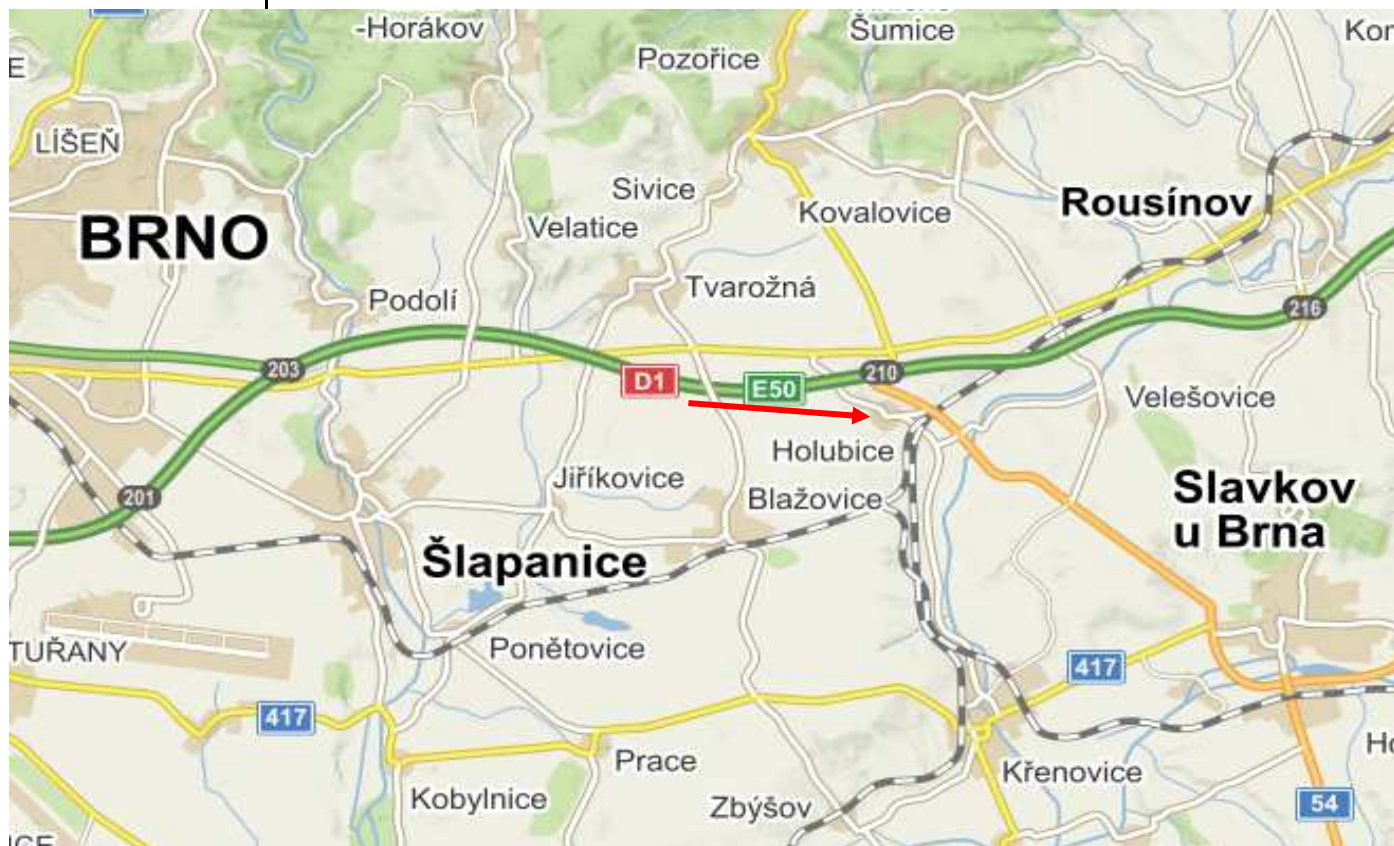 -Horákov
Šumice
Pozořice
LÍŠEŇ
Sivice
Rousínov
Kovalovice
BRNO
Velatice
Tvarožná
Podolí
216
203
D1
E50
210
Velešovice
Holubice
Jiříkovice
Slavkov
u Brna
201
Blažovice
Šlapanice
TUŘANY
Ponětovice
417
417
Prace
Křenovice
Kobylnice
Zbýšov
54